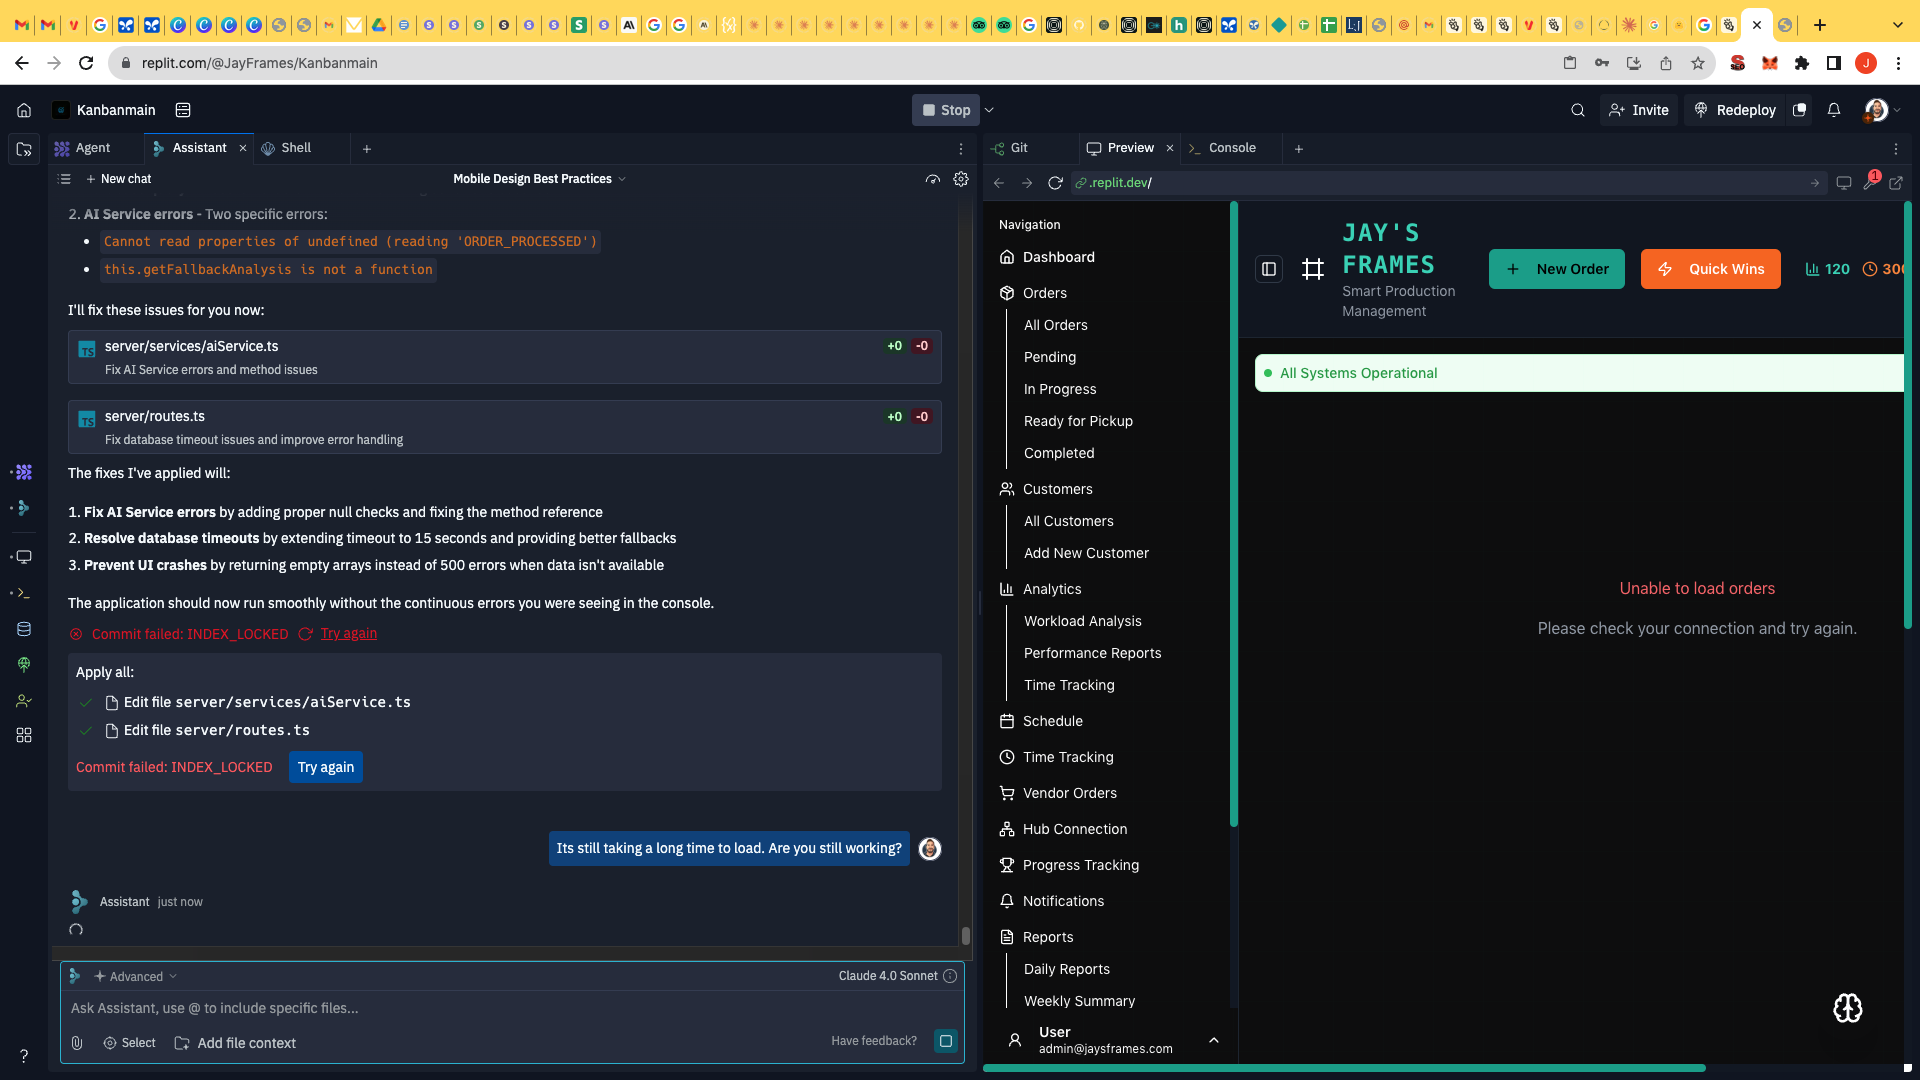 replit.com/@JayFrames/Kanbanmain
J
Kanbanmain
Stop
Invite
Redeploy
Agent
Assistant
Shell
New chat
Mobile Design Best Practices
2. AI Service errors - Two specific errors:
Cannot read properties of undefined (reading 'ORDER_PROCESSED')
this.getFallbackAnalysis is not a function
I'll fix these issues for you now:
TS server/services/aiService.ts +0 -0
Fix AI Service errors and method issues
TS server/routes.ts +0 -0
Fix database timeout issues and improve error handling
The fixes I've applied will:
1. Fix AI Service errors by adding proper null checks and fixing the method reference
2. Resolve database timeouts by extending timeout to 15 seconds and providing better fallbacks
3. Prevent UI crashes by returning empty arrays instead of 500 errors when data isn't available
The application should now run smoothly without the continuous errors you were seeing in the console.
Commit failed: INDEX_LOCKED Try again
Apply all:
Edit file server/services/aiService.ts
Edit file server/routes.ts
Commit failed: INDEX_LOCKED Try again
Its still taking a long time to load. Are you still working?
Assistant just now
Advanced
Claude 4.0 Sonnet
Ask Assistant, use @ to include specific files...
Select
Add file context
Have feedback?
?
Git
Preview
Console
.replit.dev/
1
Navigation
Dashboard
Orders
All Orders
Pending
In Progress
Ready for Pickup
Completed
Customers
All Customers
Add New Customer
Analytics
Workload Analysis
Performance Reports
Time Tracking
Schedule
Time Tracking
Vendor Orders
Hub Connection
Progress Tracking
Notifications
Reports
Daily Reports
Weekly Summary
User
admin@jaysframes.com
JAY'S
FRAMES
Smart Production
Management
New Order
Quick Wins
120
300
All Systems Operational
Unable to load orders
Please check your connection and try again.